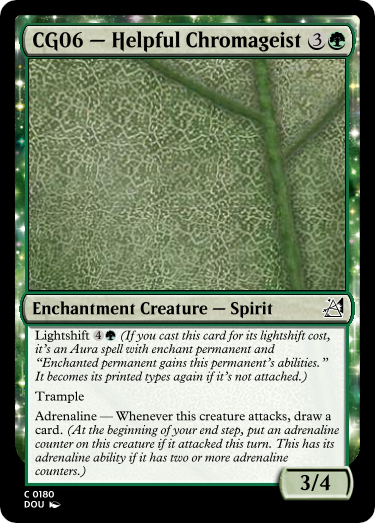 CG06 — Helpful Chromageist 3
Enchantment Creature — Spirit
Lightshift 4 (If you cast this card for its lightshift cost,
it's an Aura spell with enchant permanent and
“Enchanted permanent gains this permanent's abilities.”
It becomes its printed types again if it's not attached.)
Trample
Adrenaline — Whenever this creature attacks, draw a
card. (At the beginning of your end step, put an adrenaline
counter on this creature if it attacked this turn. This has its
adrenaline ability if it has two or more adrenaline
counters.)
3/4
C 0180
DOU